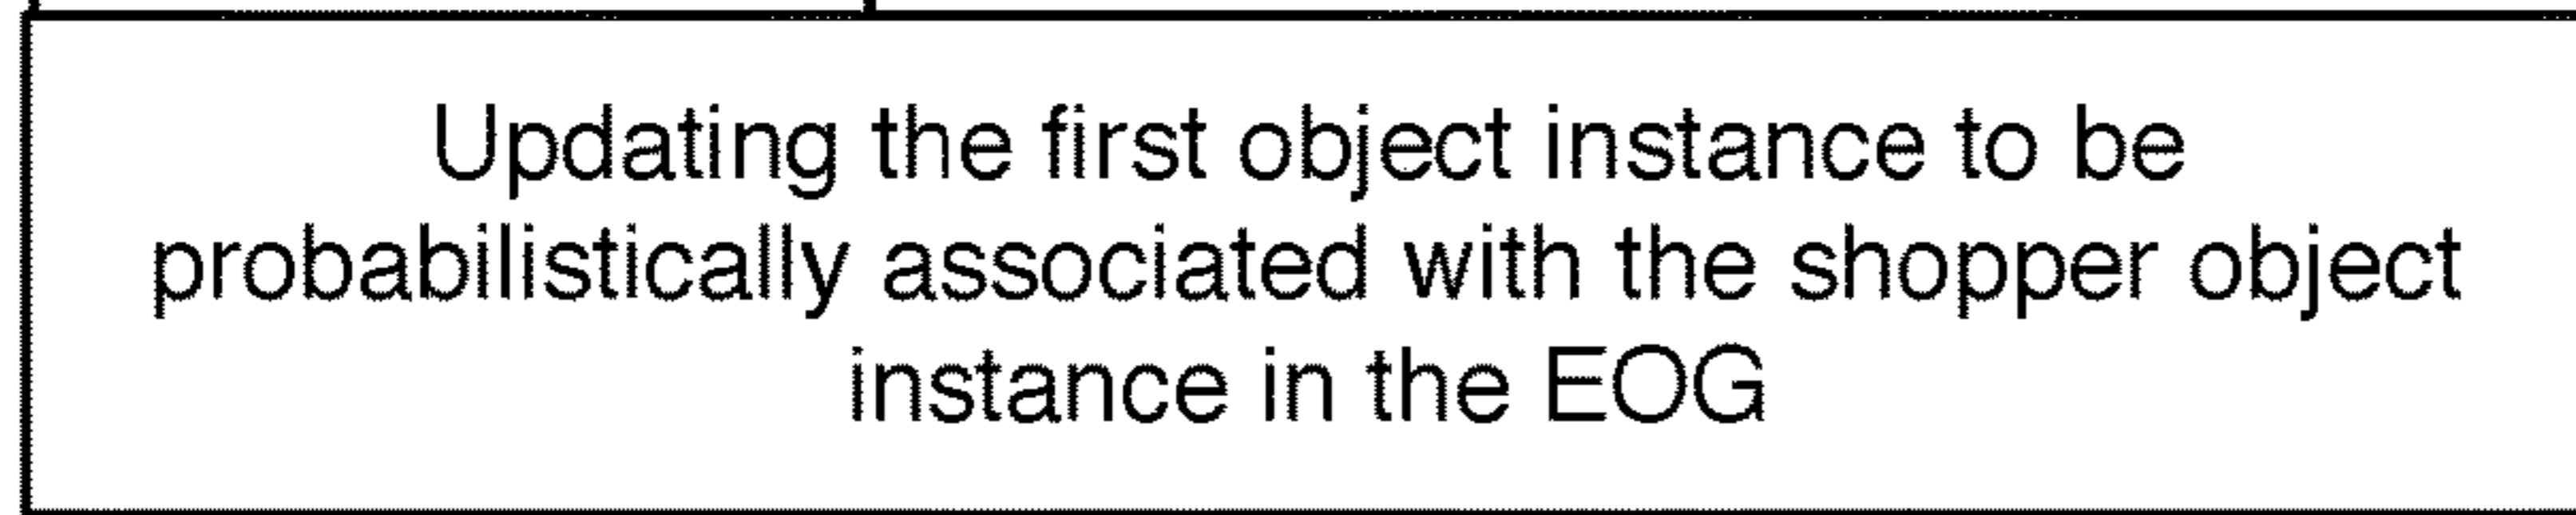 Updating the first object instance to be
probabilistically associated with the shopper object
instance in the EOG